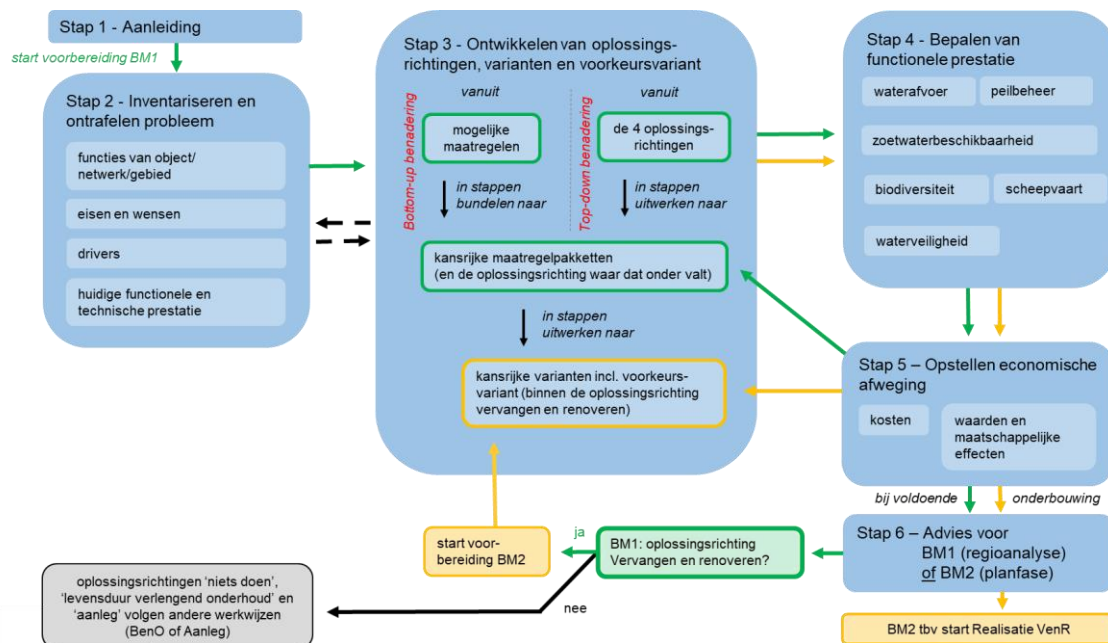 Stap 1 - Aanleiding
start voorbereiding BM1
Stap 2 - Inventariseren en
ontrafelen probleem
functies van object/
netwerk/gebied
eisen en wensen
drivers
huidige functionele en
technische prestatie
Stap 3 - Ontwikkelen van oplossings-
richtingen, varianten en voorkeursvariant
Bottom-up benadering
vanuit
mogelijke
maatregelen
in stappen
bundelen naar
Top-down benadering
vanuit
de 4 oplossings-
richtingen
in stappen
uitwerken naar
kansrijke maatregelpakketten
(en de oplossingsrichting waar dat onder valt)
in stappen
uitwerken naar
kansrijke varianten incl. voorkeurs-
variant (binnen de oplossingsrichting
vervangen en renoveren)
Stap 4 - Bepalen van
functionele prestatie
waterafvoer
peilbeheer
zoetwaterbeschikbaarheid
biodiversiteit
scheepvaart
waterveiligheid
Stap 5 – Opstellen economische
afweging
kosten
waarden en
maatschappelijke
effecten
bij voldoende
onderbouwing
Stap 6 – Advies voor
BM1 (regioanalyse)
of BM2 (planfase)
BM2 tbv start Realisatie VenR
BM1: oplossingsrichting
Vervangen en renoveren?
ja
start voor-
bereiding BM2
nee
oplossingsrichtingen ‘niets doen’,
‘levensduur verlengend onderhoud’ en
‘aanleg’ volgen andere werkwijzen
(BenO of Aanleg)